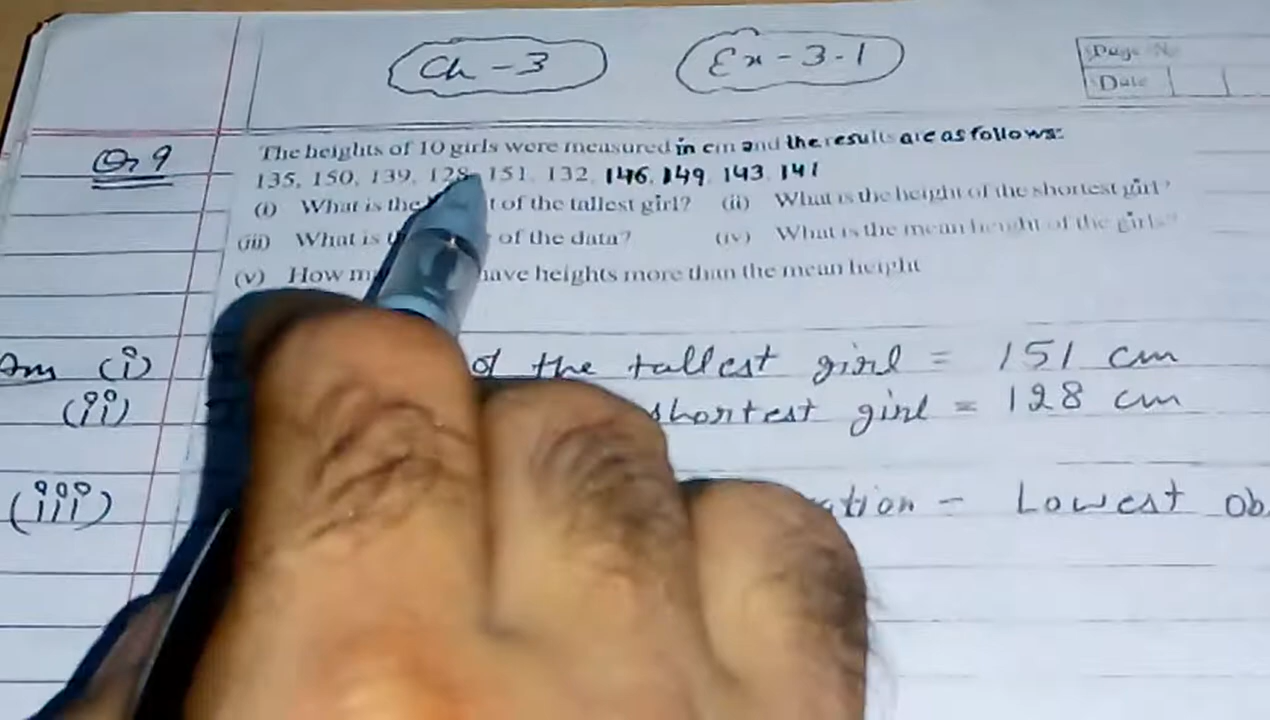 Ch - 3
Ex - 3.1
Page No
Date
Qn 9
The heights of 10 girls were measured in cm and the results are as follows:
135, 150, 139, 128, 151, 132, 146, 149, 143, 141
(i) What is the t of the tallest girl? (ii) What is the height of the shortest girl?
(iii) What is of the data? (iv) What is the mean height of the girls?
(v) How m ave heights more than the mean height
Ans (i) of the tallest girl = 151 cm
(ii) shortest girl = 128 cm
(iii) ation - Lowest ob